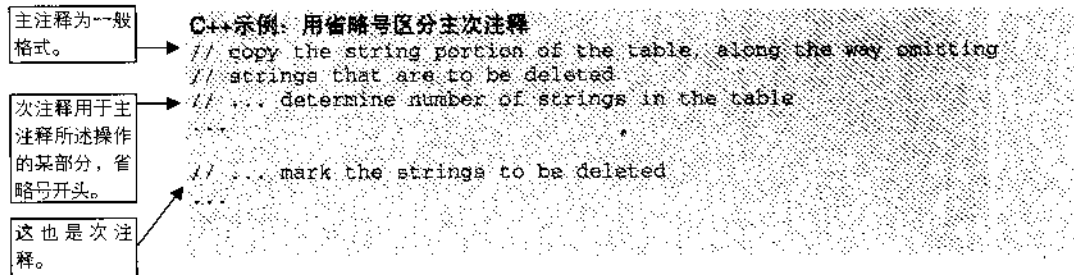 主注释为一般
格式。
C++示例：用省略号区分主次注释
// copy the string portion of the table, along the way omitting
// strings that are to be deleted
// ... determine number of strings in the table
...
次注释用于主
注释所述操作
的某部分，省
略号开头。
// ... mark the strings to be deleted
...
这也是次注
释。